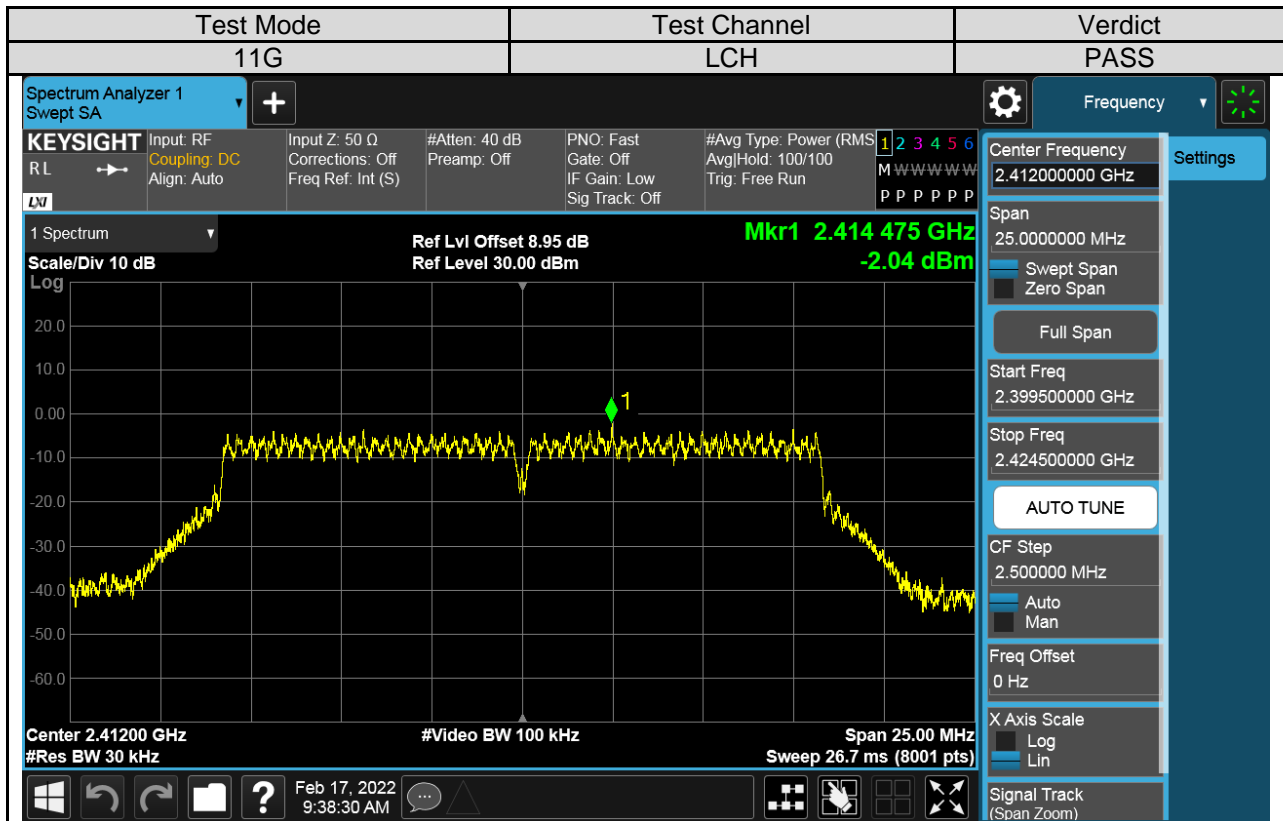 Test Mode Test Channel Verdict
11G LCH PASS
Spectrum Analyzer 1
Swept SA
Frequency
KEYSIGHT Input: RF Input Z: 50 Ω #Atten: 40 dB PNO: Fast #Avg Type: Power (RMS 1 2 3 4 5 6
RL Coupling: DC Corrections: Off Preamp: Off Gate: Off Avg|Hold: 100/100 M W W W W W
Align: Auto Freq Ref: Int (S) IF Gain: Low Trig: Free Run
LXI Sig Track: Off P P P P P P
1 Spectrum Ref Lvl Offset 8.95 dB Mkr1 2.414 475 GHz
Scale/Div 10 dB Ref Level 30.00 dBm -2.04 dBm
Log
20.0
10.0
1
0.00
-10.0
-20.0
-30.0
-40.0
-50.0
-60.0
Center 2.41200 GHz #Video BW 100 kHz Span 25.00 MHz
#Res BW 30 kHz Sweep 26.7 ms (8001 pts)
Center Frequency
2.412000000 GHz
Settings
Span
25.0000000 MHz
Swept Span
Zero Span
Full Span
Start Freq
2.399500000 GHz
Stop Freq
2.424500000 GHz
AUTO TUNE
CF Step
2.500000 MHz
Auto
Man
Freq Offset
0 Hz
X Axis Scale
Log
Lin
Signal Track
(Span Zoom)
? Feb 17, 2022
9:38:30 AM